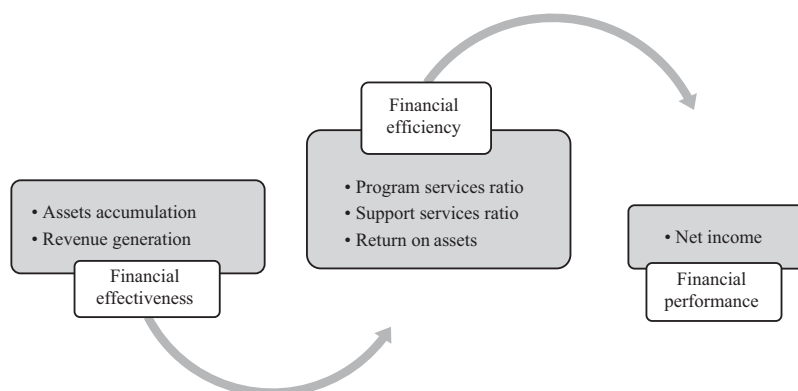 Financial
efficiency
• Program services ratio
• Support services ratio
• Return on assets
• Assets accumulation
• Revenue generation
Financial
effectiveness
• Net income
Financial
performance